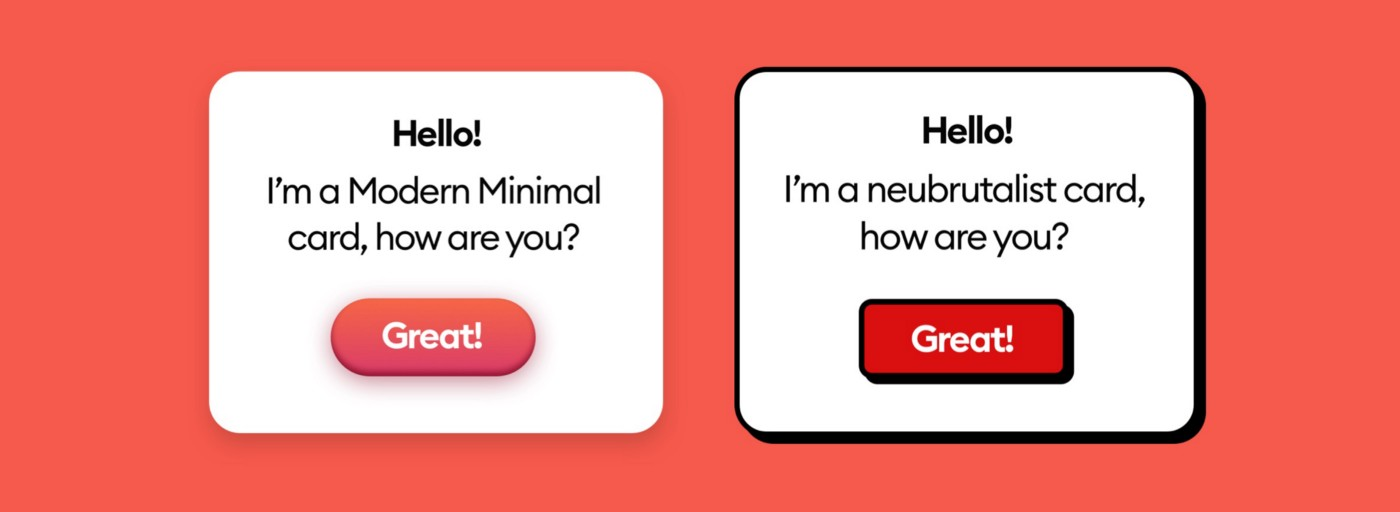 Hello!
I’m a Modern Minimal
card, how are you?
Great!
Hello!
I’m a neubrutalist card,
how are you?
Great!